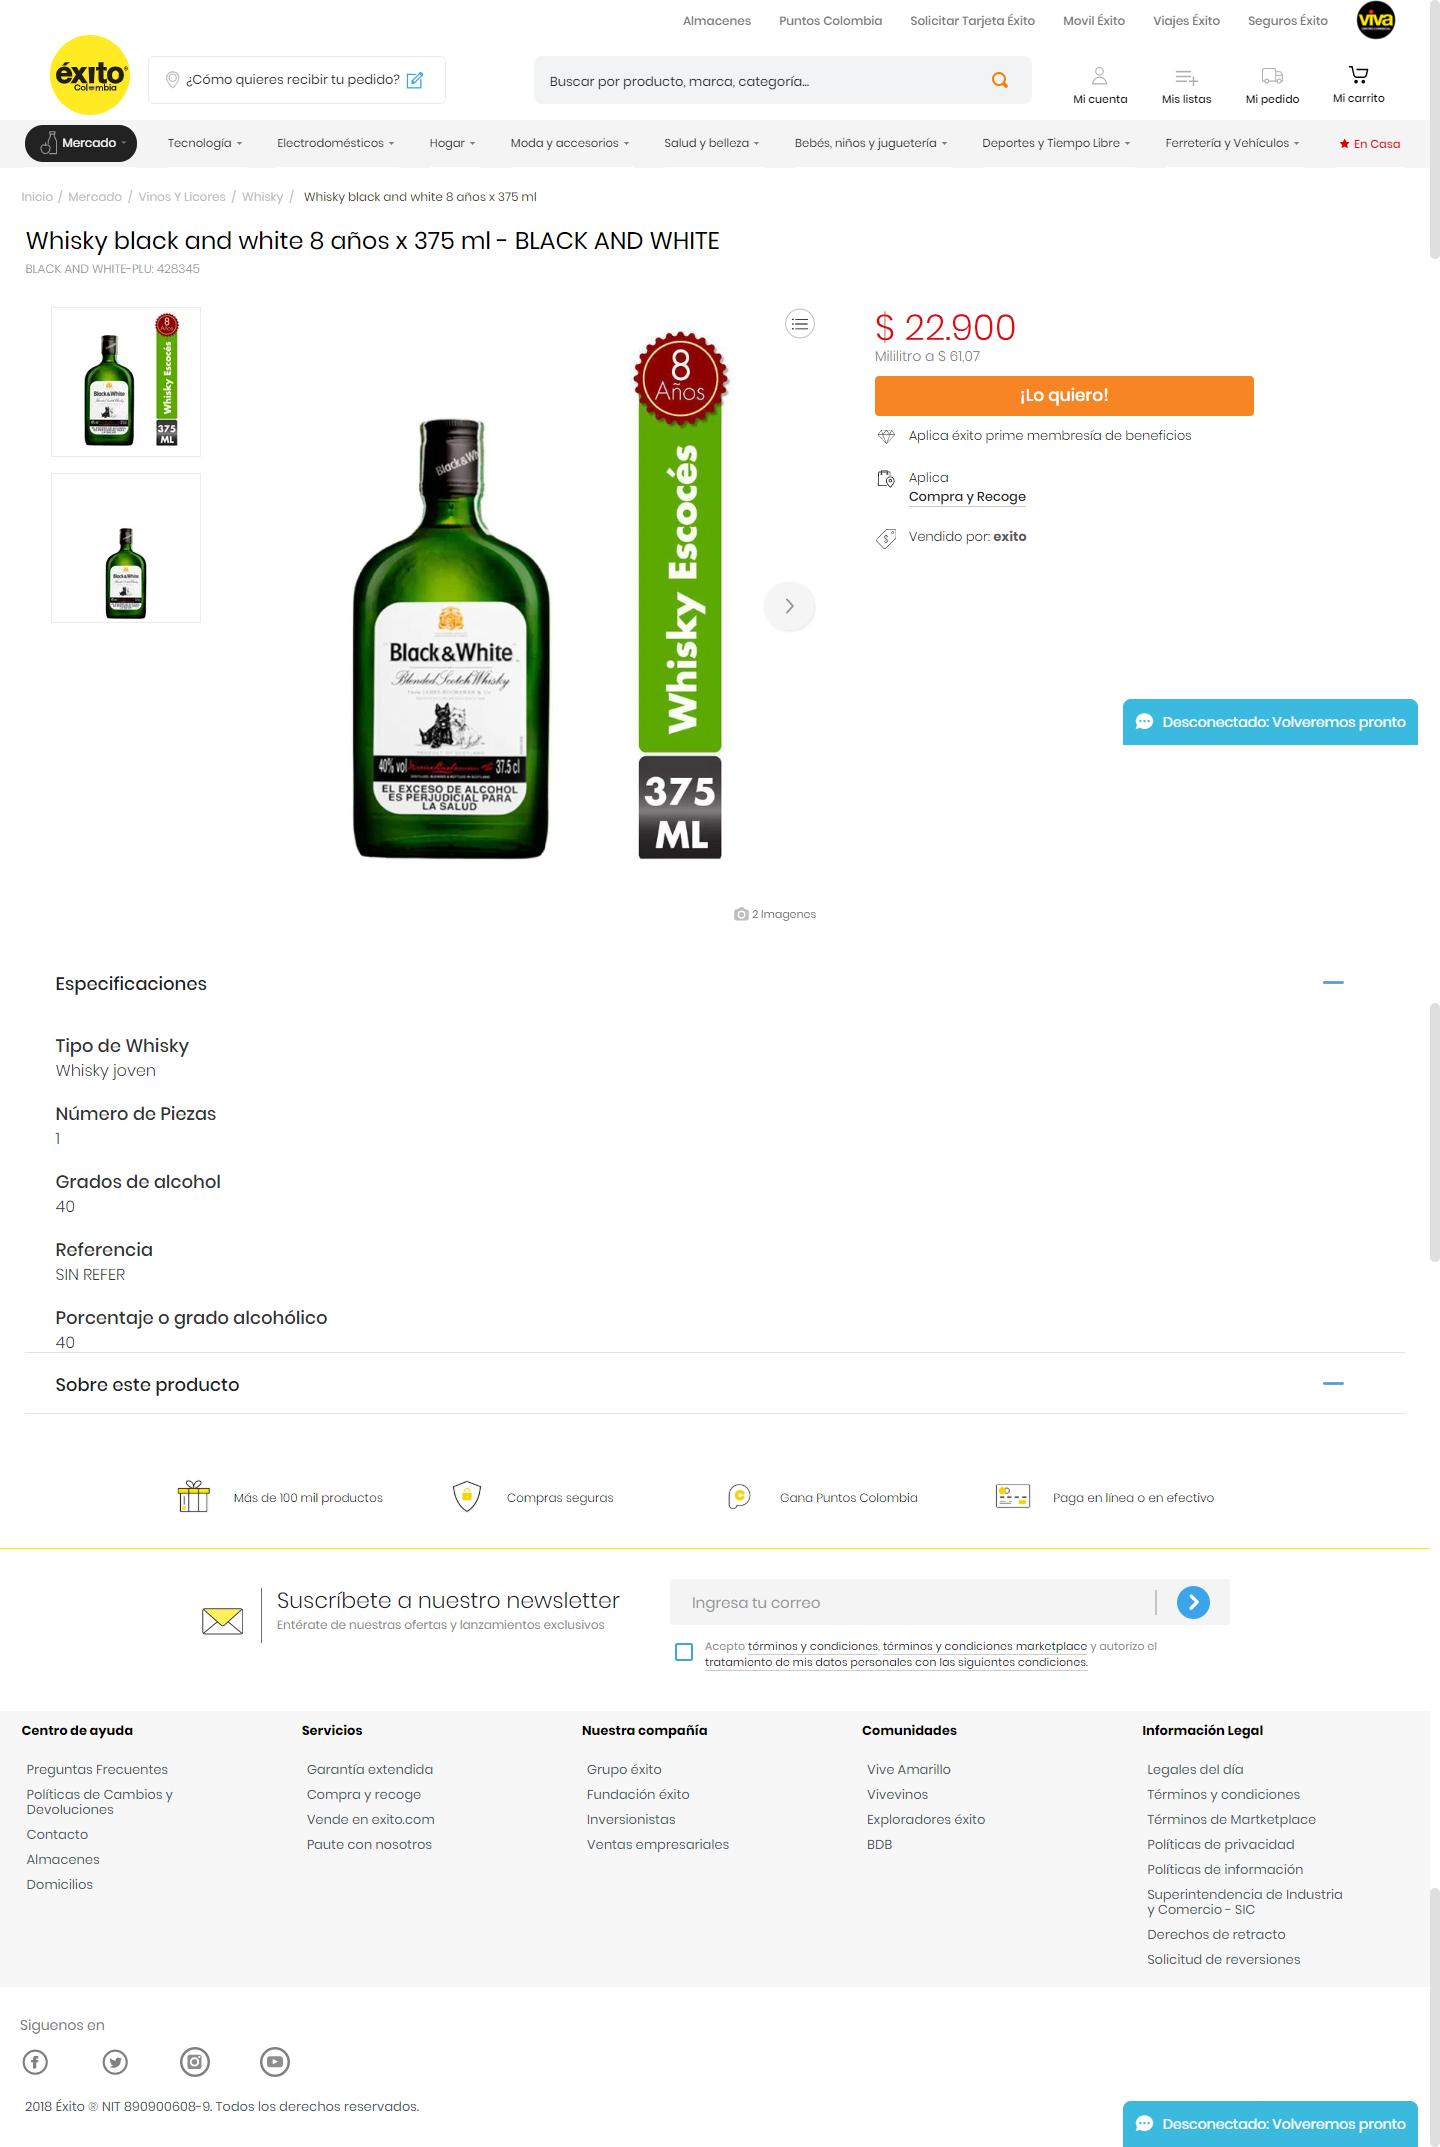 Almacenes Puntos Colombia Solicitar Tarjeta Éxito Movil Éxito Viajes Éxito Seguros Éxito viva
éxito
Colombia
¿Cómo quieres recibir tu pedido?
Buscar por producto, marca, categoría...
Mi cuenta Mis listas Mi pedido Mi carrito
Mercado Tecnología Electrodomésticos Hogar Moda y accesorios Salud y belleza Bebés, niños y juguetería Deportes y Tiempo Libre Ferretería y Vehículos En Casa
Inicio / Mercado / Vinos Y Licores / Whisky / Whisky black and white 8 años x 375 ml
Whisky black and white 8 años x 375 ml - BLACK AND WHITE
BLACK AND WHITE-PLU: 428345
8
Años
Whisky Escocés
Black&White
375
ML
Black&White
8
Años
Black&Wh
Whisky Escocés
Black&White
Blended Scotch Whisky
40% vol 37.5 cl
EL EXCESO DE ALCOHOL
ES PERJUDICIAL PARA
LA SALUD
375
ML
2 Imagenes
$ 22.900
Mililitro a $ 61,07
¡Lo quiero!
Aplica éxito prime membresía de beneficios
Aplica
Compra y Recoge
Vendido por: exito
Desconectado: Volveremos pronto
Especificaciones
Tipo de Whisky
Whisky joven
Número de Piezas
1
Grados de alcohol
40
Referencia
SIN REFER
Porcentaje o grado alcohólico
40
Sobre este producto
Más de 100 mil productos
Compras seguras
Gana Puntos Colombia
Paga en línea o en efectivo
Suscríbete a nuestro newsletter
Entérate de nuestras ofertas y lanzamientos exclusivos
Ingresa tu correo
Acepto términos y condiciones, términos y condiciones marketplace y autorizo el
tratamiento de mis datos personales con las siguientes condiciones.
Centro de ayuda
Preguntas Frecuentes
Políticas de Cambios y
Devoluciones
Contacto
Almacenes
Domicilios
Servicios
Garantía extendida
Compra y recoge
Vende en exito.com
Paute con nosotros
Nuestra compañía
Grupo éxito
Fundación éxito
Inversionistas
Ventas empresariales
Comunidades
Vive Amarillo
Vivevinos
Exploradores éxito
BDB
Información Legal
Legales del día
Términos y condiciones
Términos de Martketplace
Políticas de privacidad
Políticas de información
Superintendencia de Industria
y Comercio - SIC
Derechos de retracto
Solicitud de reversiones
Siguenos en
2018 Éxito ® NIT 890900608-9. Todos los derechos reservados.
Desconectado: Volveremos pronto